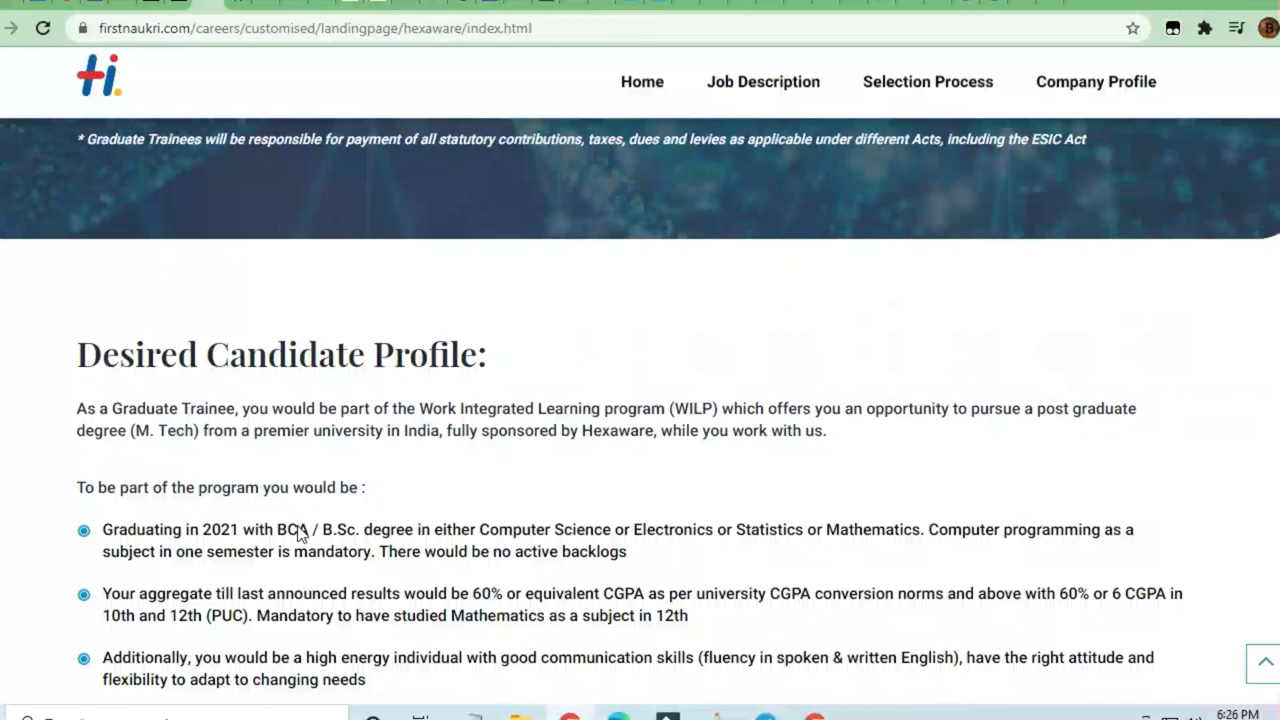 firstnaukri.com/careers/customised/landingpage/hexaware/index.html
Hi
Home
Job Description
Selection Process
Company Profile
* Graduate Trainees will be responsible for payment of all statutory contributions, taxes, dues and levies as applicable under different Acts, including the ESIC Act
Desired Candidate Profile:
As a Graduate Trainee, you would be part of the Work Integrated Learning program (WILP) which offers you an opportunity to pursue a post graduate
degree (M. Tech) from a premier university in India, fully sponsored by Hexaware, while you work with us.
To be part of the program you would be :
Graduating in 2021 with BCA / B.Sc. degree in either Computer Science or Electronics or Statistics or Mathematics. Computer programming as a
subject in one semester is mandatory. There would be no active backlogs
Your aggregate till last announced results would be 60% or equivalent CGPA as per university CGPA conversion norms and above with 60% or 6 CGPA in
10th and 12th (PUC). Mandatory to have studied Mathematics as a subject in 12th
Additionally, you would be a high energy individual with good communication skills (fluency in spoken & written English), have the right attitude and
flexibility to adapt to changing needs
6:26 PM